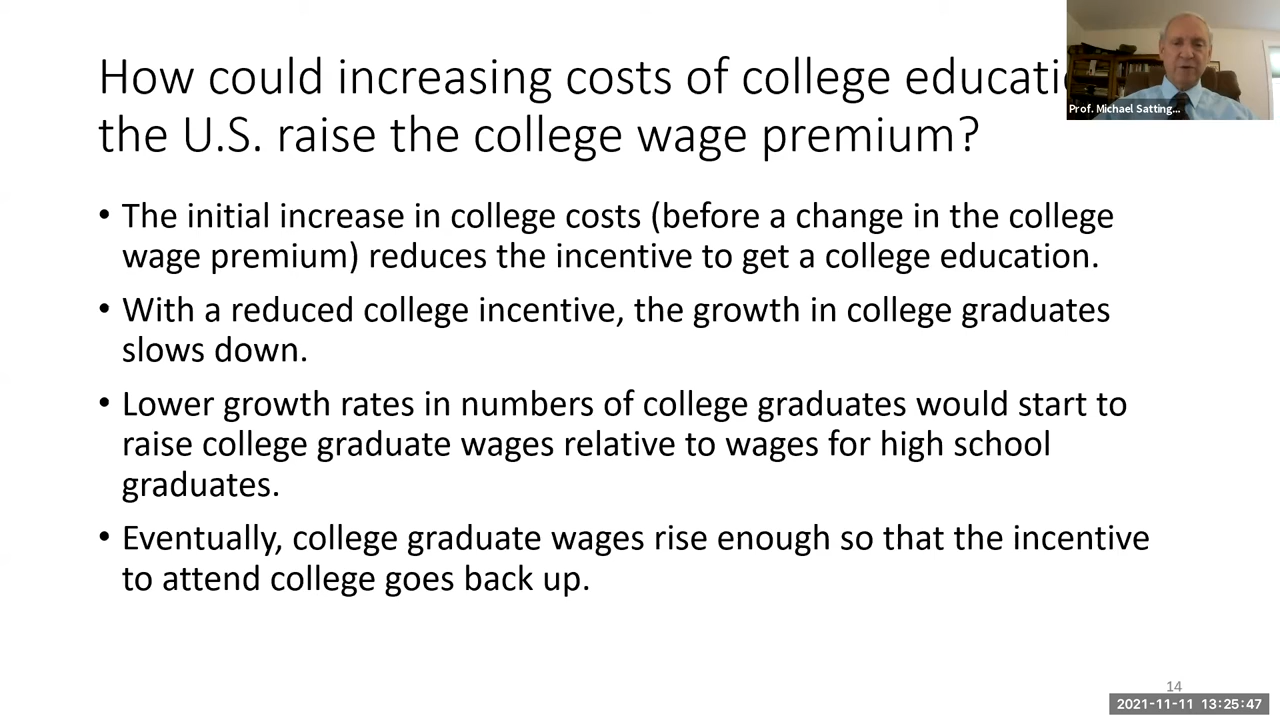 How could increasing costs of college educati
the U.S. raise the college wage premium?
Prof. Michael Satting...
• The initial increase in college costs (before a change in the college
wage premium) reduces the incentive to get a college education.
• With a reduced college incentive, the growth in college graduates
slows down.
• Lower growth rates in numbers of college graduates would start to
raise college graduate wages relative to wages for high school
graduates.
• Eventually, college graduate wages rise enough so that the incentive
to attend college goes back up.
14
2021-11-11 13:25:47